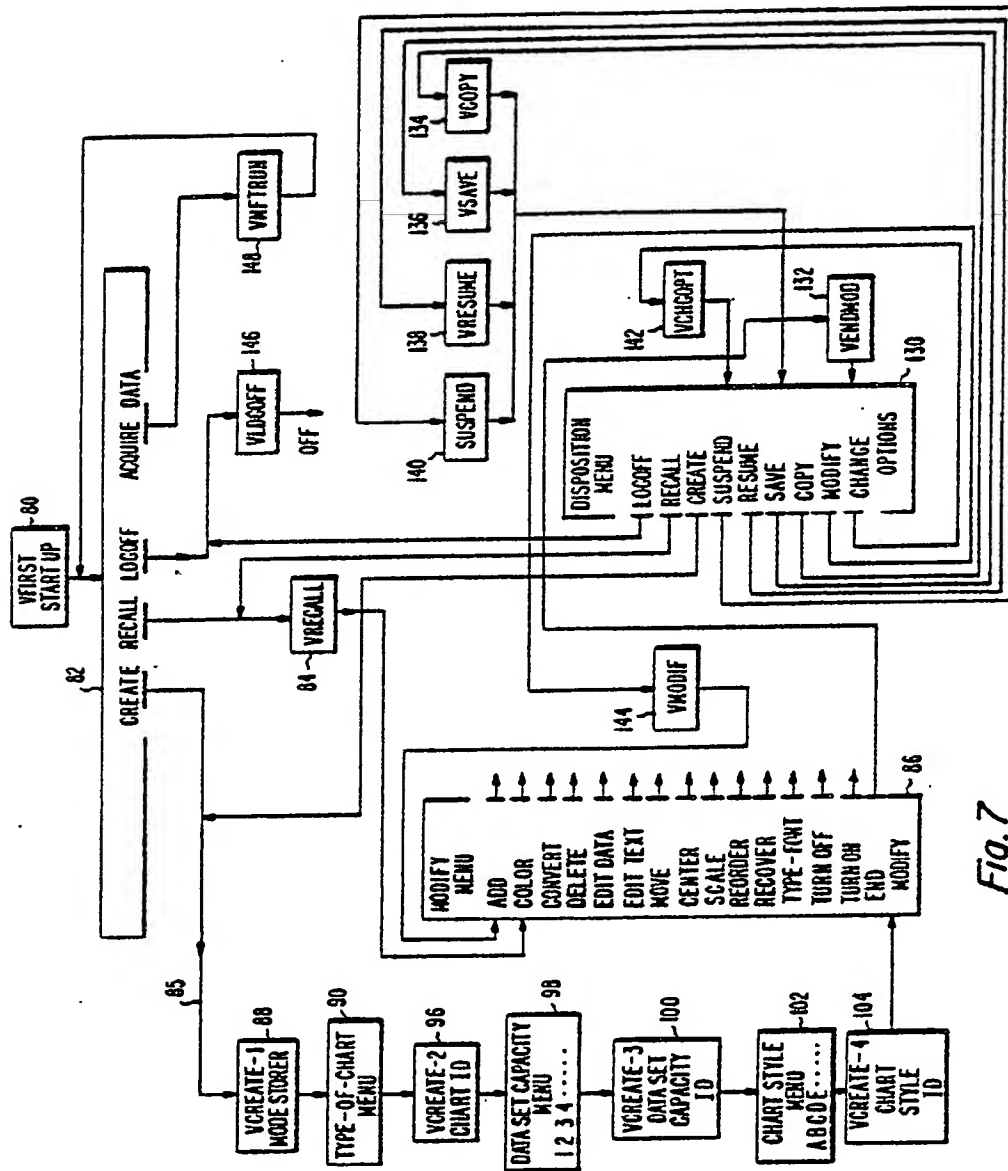 80
VFIRST
START UP
82
CREATE
RECALL
LOGOFF
ACQUIRE DATA
84
VRECALL
VLOGOFF
146
OFF
148
VNFTRUN
85
VCREATE-1
MODE STORER
88
TYPE-OF-CHART
MENU
90
VCREATE-2
CHART ID
96
DATA SET CAPACITY
MENU
1 2 3 4 .....
98
VCREATE-3
DATA SET
CAPACITY
ID
100
CHART STYLE
MENU
A B C D E .....
102
VCREATE-4
CHART
STYLE
ID
104
MODIFY
MENU
ADD
COLOR
CONVERT
DELETE
EDIT DATA
EDIT TEXT
MOVE
CENTER
SCALE
REORDER
RECOVER
TYPE-FONT
TURN OFF
TURN ON
END
MODIFY
86
144
VMODIF
140
SUSPEND
138
VRESUME
136
VSAVE
134
VCOPY
142
VCHGOPT
132
VENDMOD
130
DISPOSITION
MENU
LOGOFF
RECALL
CREATE
SUSPEND
RESUME
SAVE
COPY
MODIFY
CHANGE
OPTIONS
Fig. 7